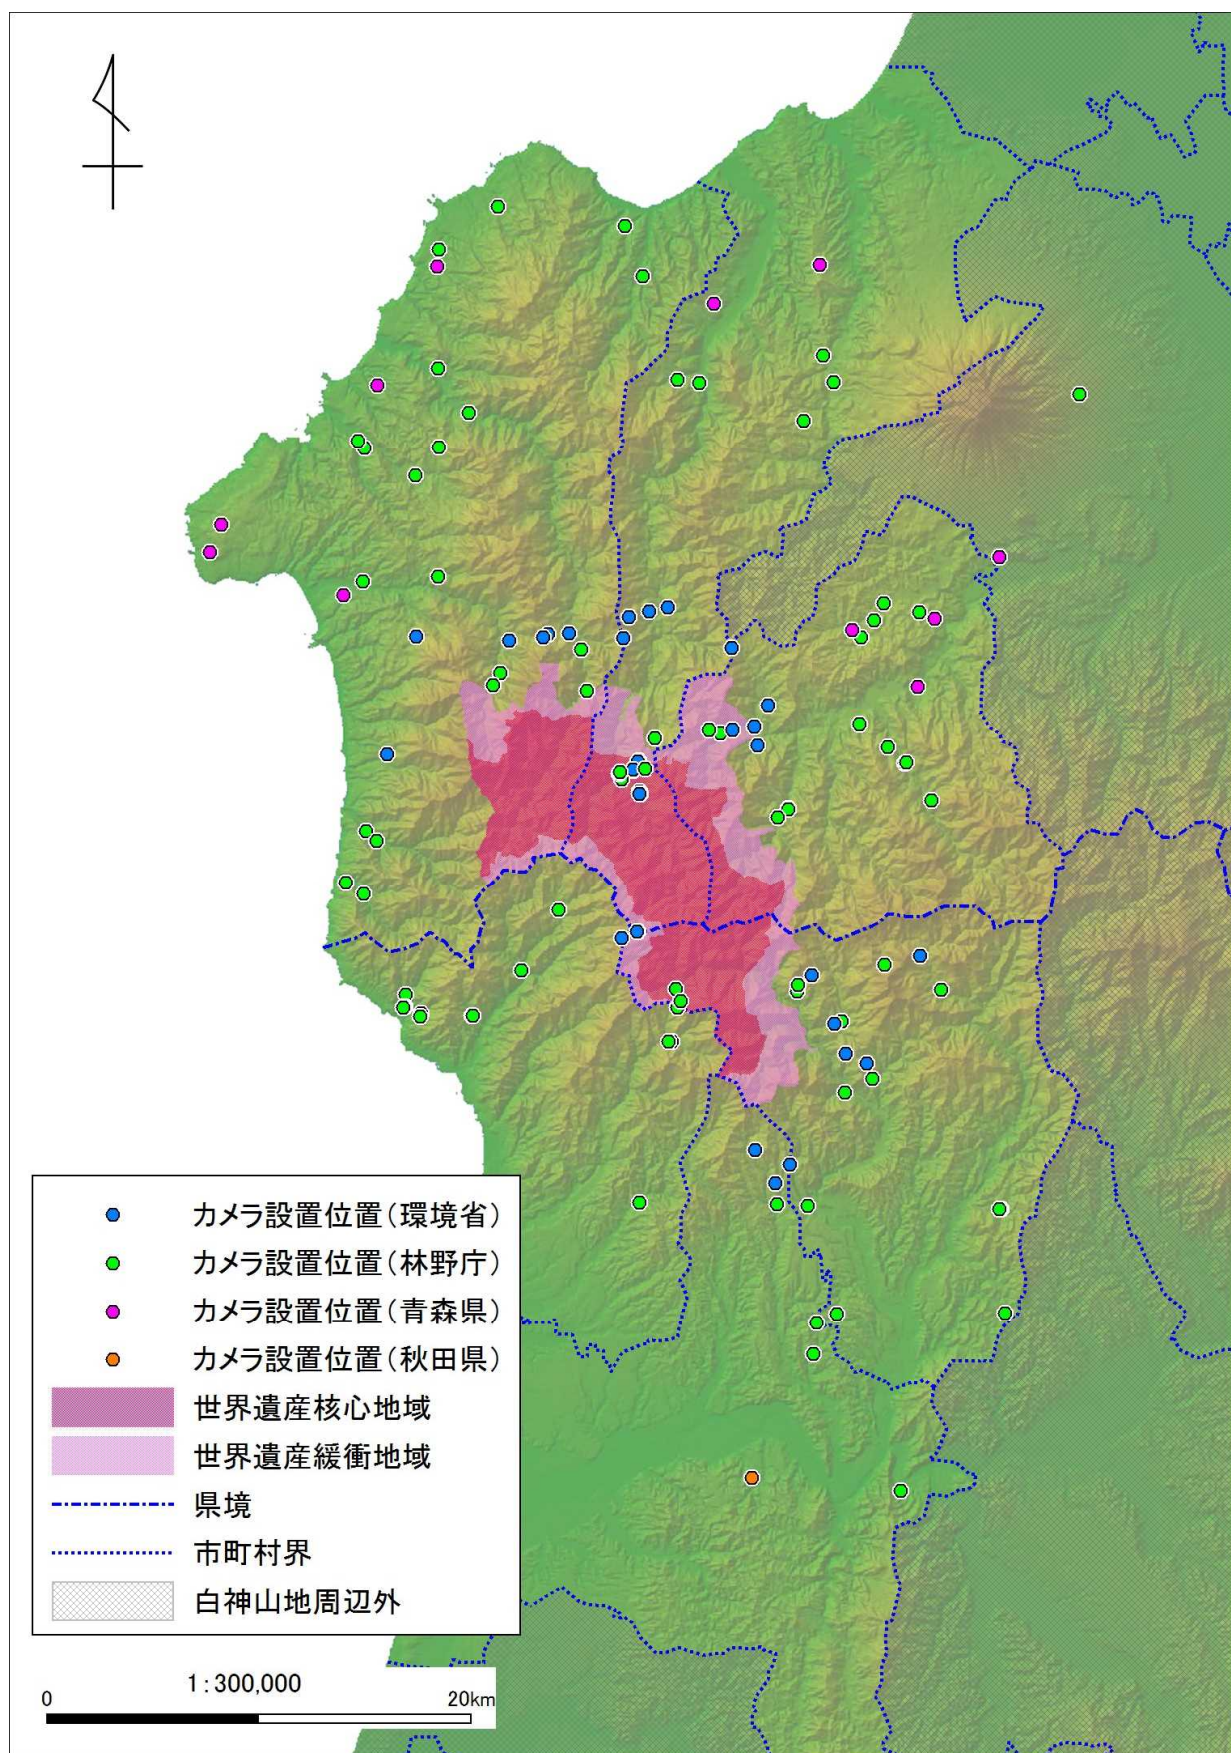 カメラ設置位置(環境省)
カメラ設置位置(林野庁)
カメラ設置位置(青森県)
カメラ設置位置(秋田県)
世界遺産核心地域
世界遺産緩衝地域
県境
市町村界
白神山地周辺外
1:300,000
0 20km